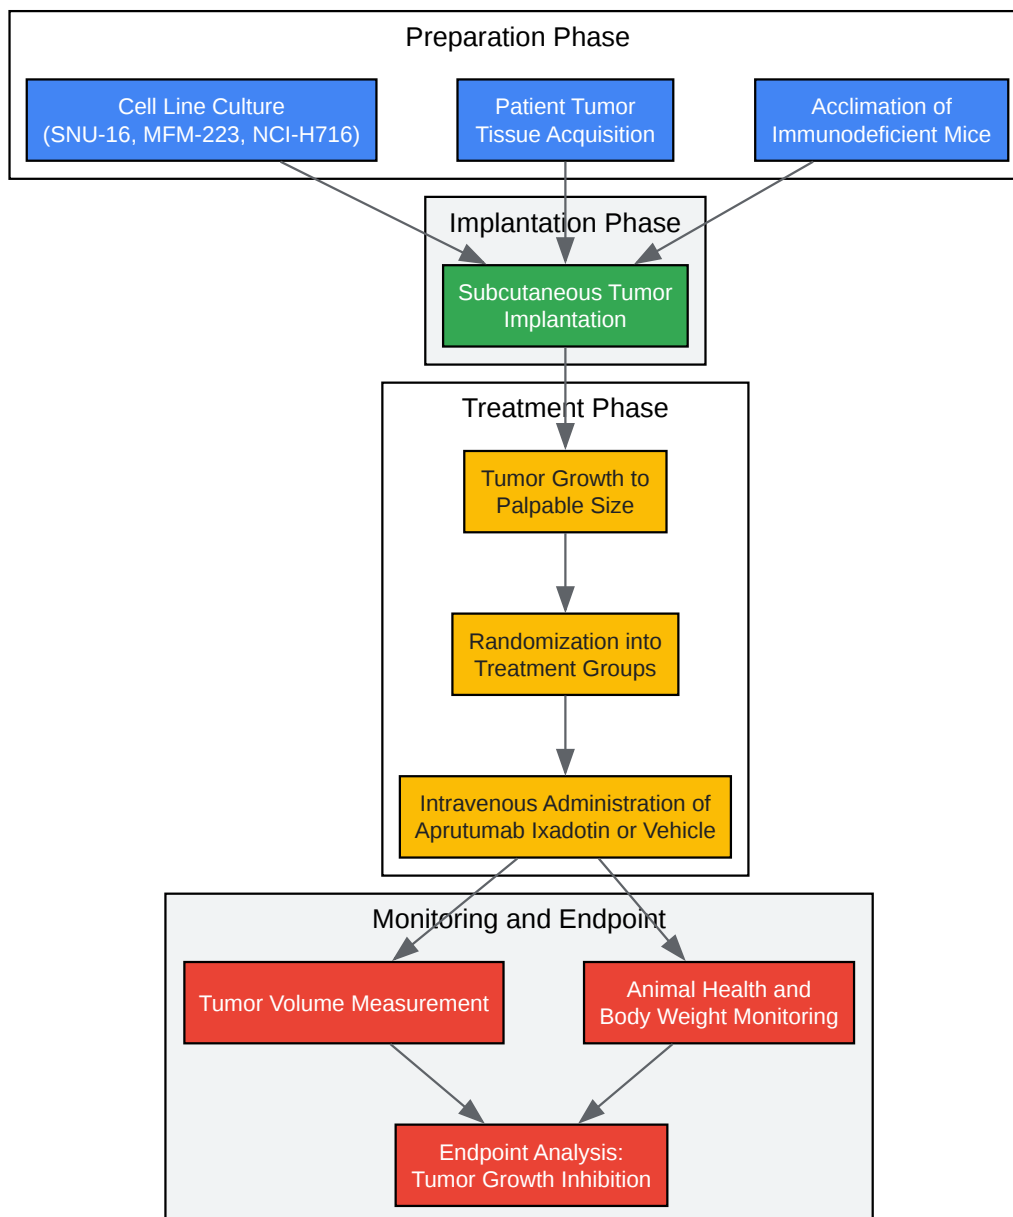 Preparation Phase
Cell Line Culture
(SNU-16, MFM-223, NCI-H716)
Patient Tumor
Tissue Acquisition
Acclimation of
Immunodeficient Mice
Implantation Phase
Subcutaneous Tumor
Implantation
Treatment Phase
Tumor Growth to
Palpable Size
Randomization into
Treatment Groups
Intravenous Administration of
Aprutumab Ixadotin or Vehicle
Monitoring and Endpoint
Tumor Volume Measurement
Animal Health and
Body Weight Monitoring
Endpoint Analysis:
Tumor Growth Inhibition